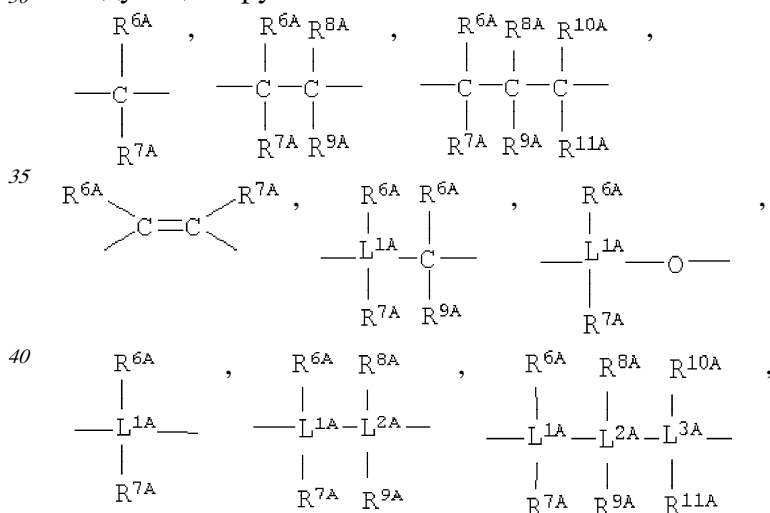 R6A , R6A R8A , R6A R8A R10A ,
—C— —C—C— —C—C—C—
R7A R7A R9A R7A R9A R11A
35
R6A R7A , R6A R6A , R6A ,
C=C —L1A—C— —L1A—O—
R7A R9A R7A
40
R6A , R6A R8A , R6A R8A R10A ,
—L1A— —L1A—L2A— —L1A—L2A—L3A—
R7A R7A R9A R7A R9A R11A